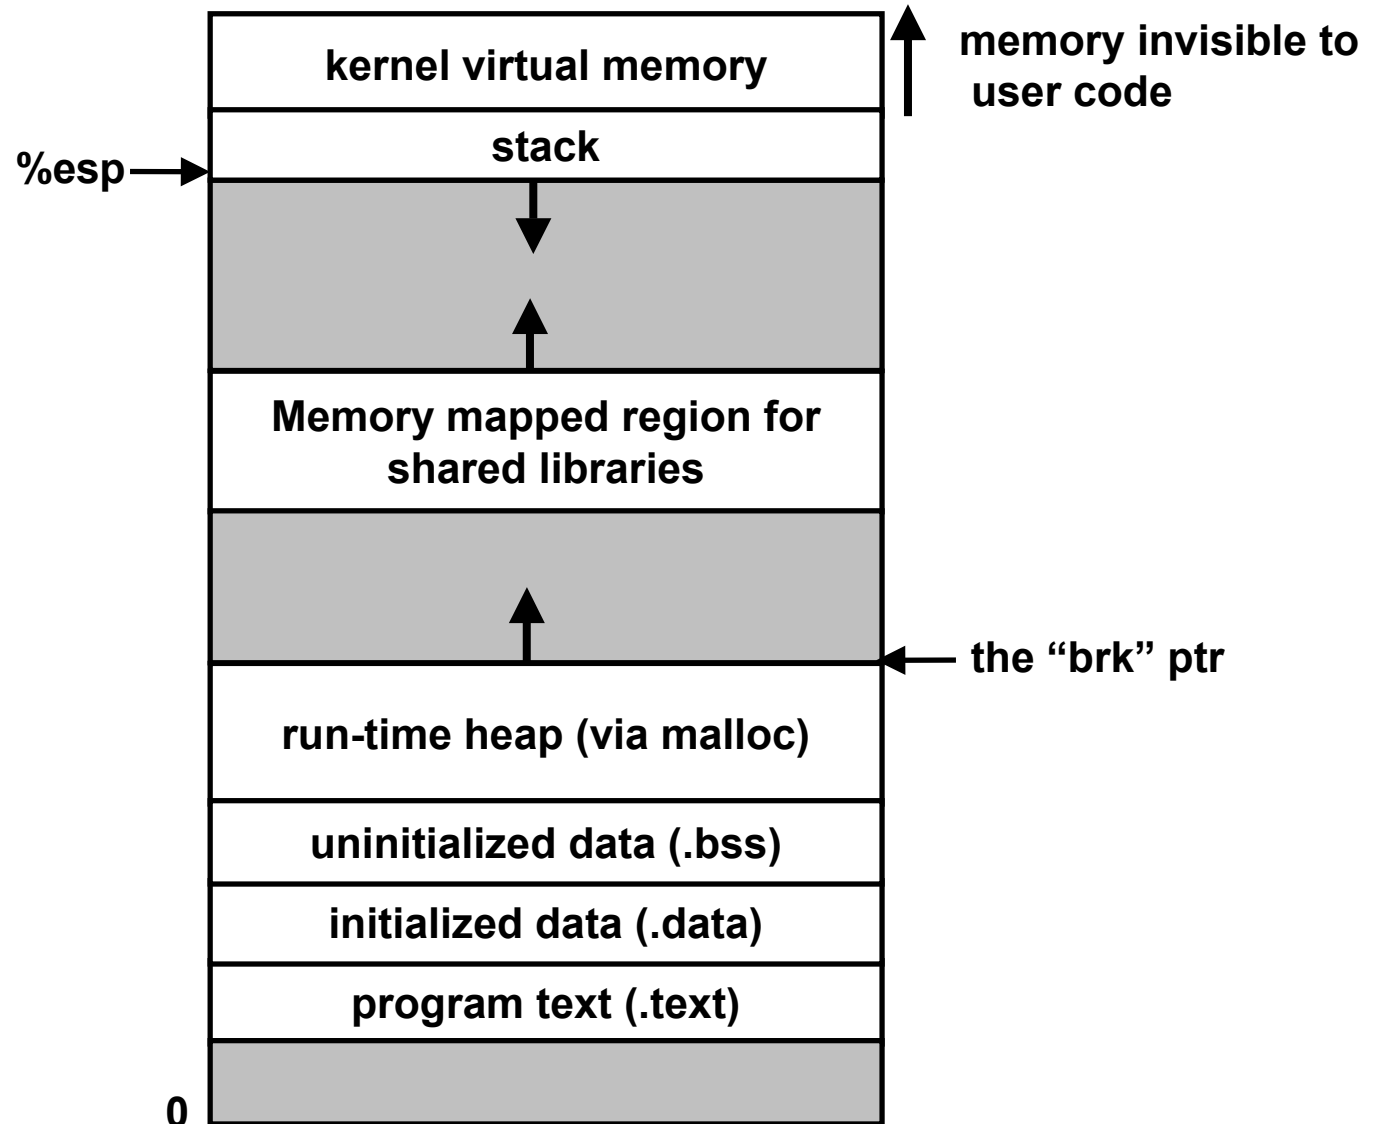 kernel virtual memory
memory invisible to
user code
stack
%esp
Memory mapped region for
shared libraries
the “brk” ptr
run-time heap (via malloc)
uninitialized data (.bss)
initialized data (.data)
program text (.text)
0